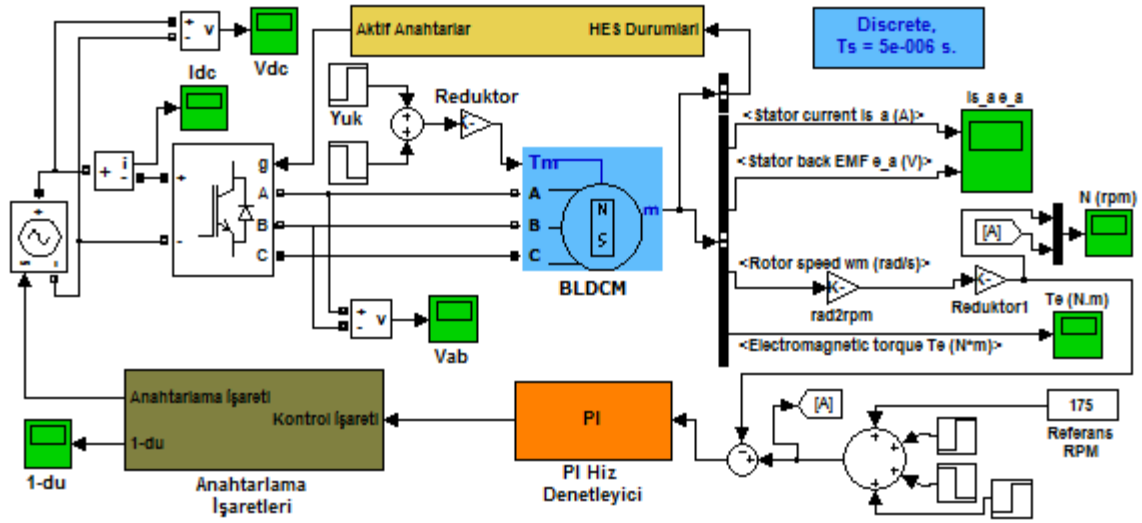 Aktif Anahtarlar
HES Durumlari
Discrete,
Ts = 5e-006 s.
+
-
v
Vdc
Idc
Yuk
+
+
Reduktor
K-
Is_a e_a
<Stator current is_a (A)>
<Stator back EMF e_a (V)>
+
i
-
+
-
g
A
B
C
Tm
A
B
C
N
S
m
BLDCM
N (rpm)
[A]
<Rotor speed wm (rad/s)>
K-
rad2rpm
K-
Reduktor1
Te (N.m)
<Electromagnetic torque Te (N*m)>
+
-
v
Vab
Anahtarlama İşareti
Kontrol İşareti
1-du
1-du
Anahtarlama
İşaretleri
PI
PI Hiz
Denetleyici
[A]
-
+
+
+
+
+
+
175
Referans
RPM